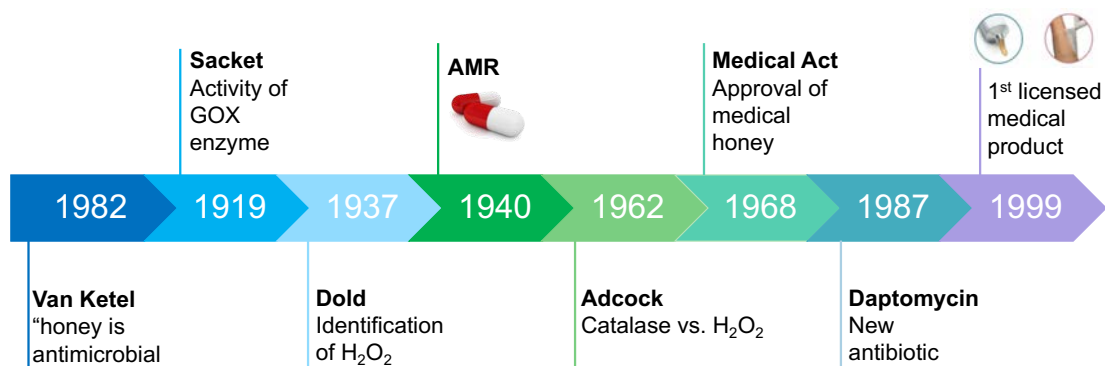 Sacket
Activity of
GOX
enzyme
AMR
Medical Act
Approval of
medical
honey
1st licensed
medical
product
1982
1919
1937
1940
1962
1968
1987
1999
Van Ketel
“honey is
antimicrobial
Dold
Identification
of H₂O₂
Adcock
Catalase vs. H₂O₂
Daptomycin
New
antibiotic